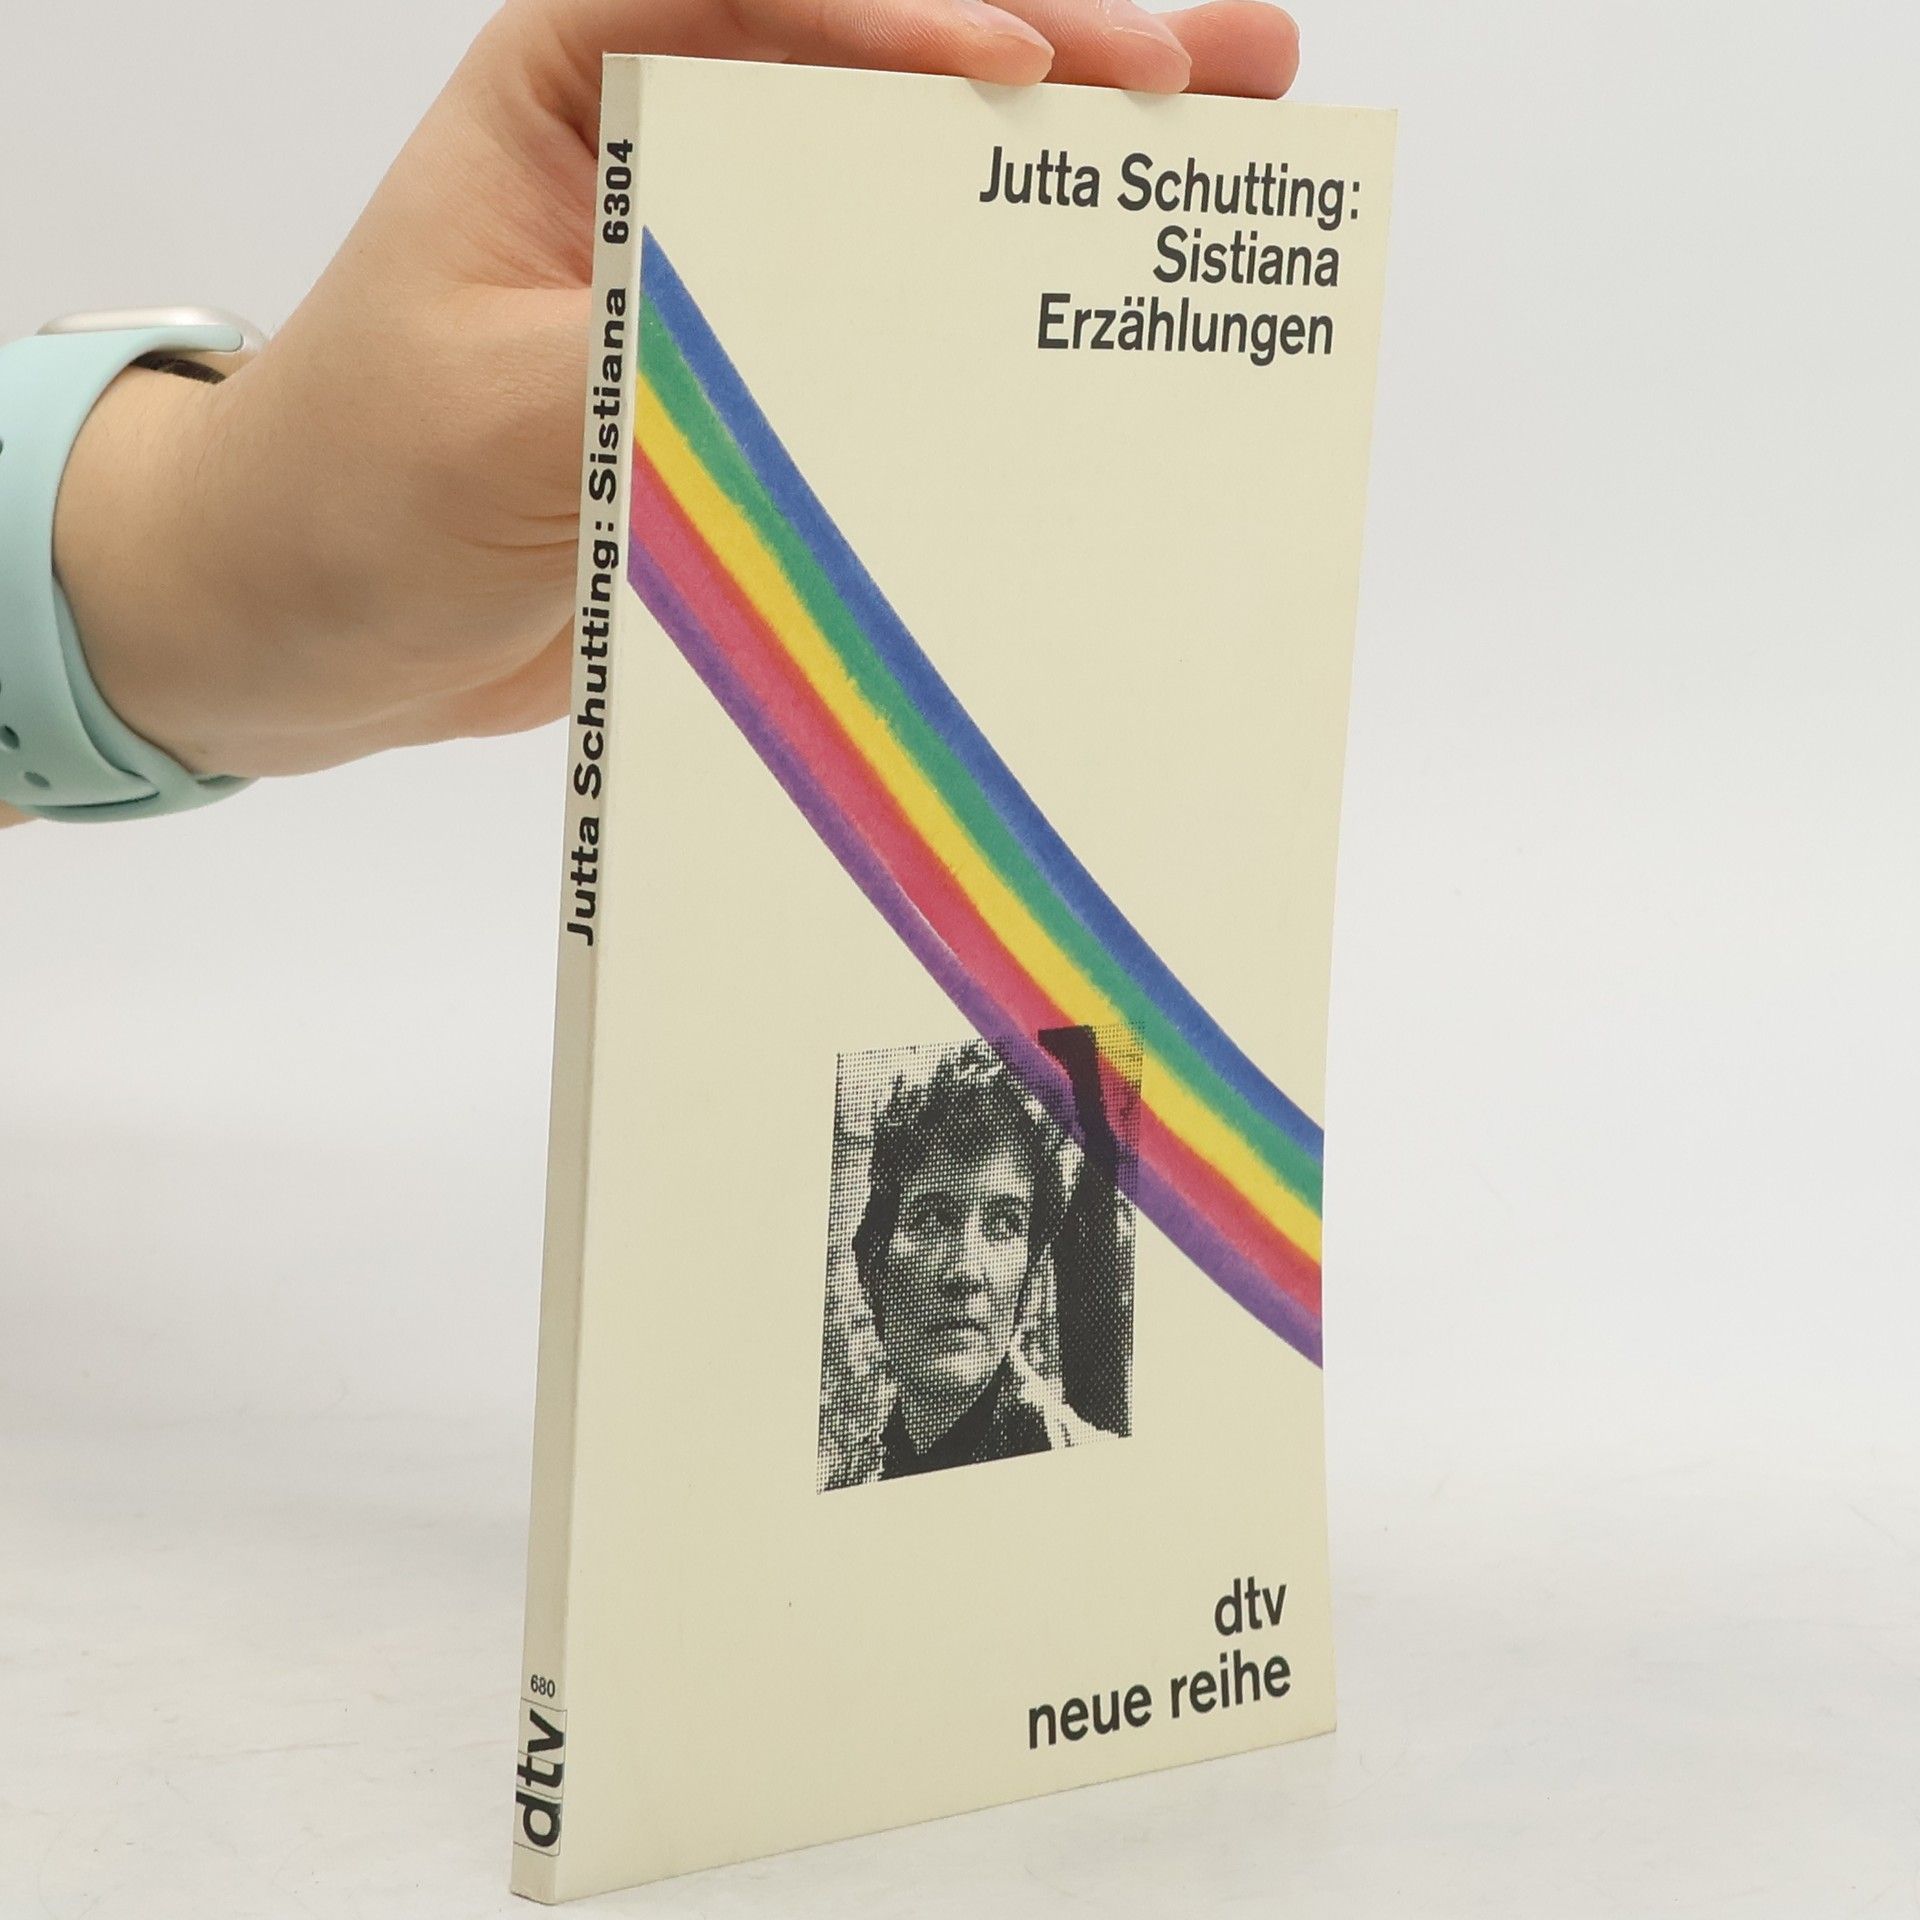 Jutta Schutting:
Sistiana
Erzählungen
dtv
neue reihe
Jutta Schutting: Sistiana 6304
680
dtv